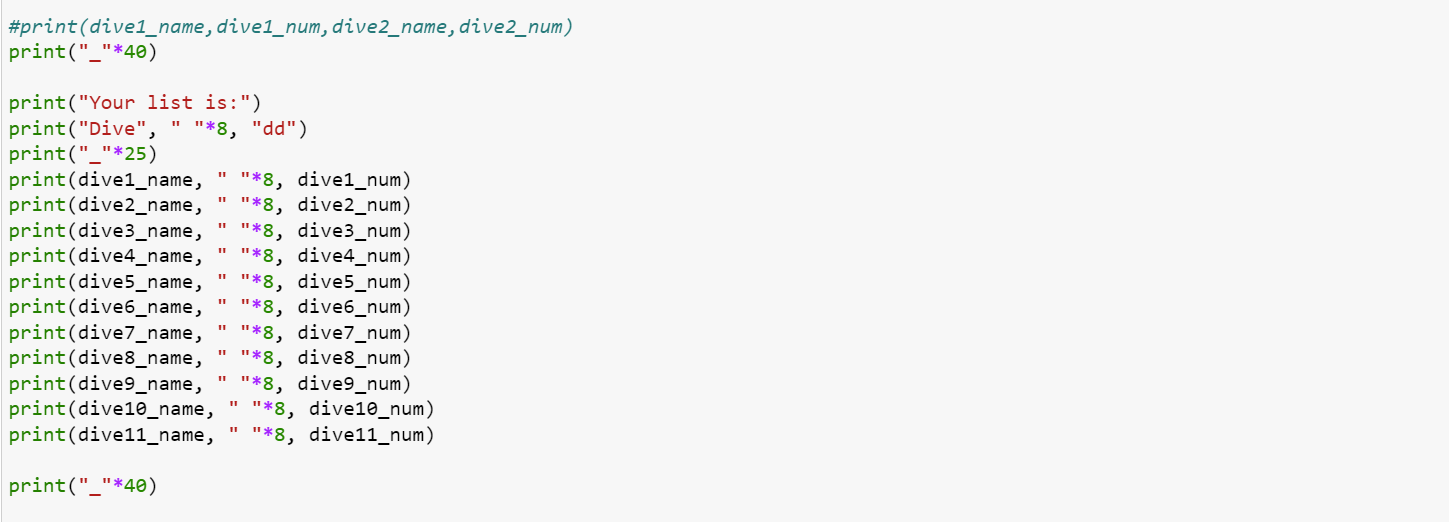 #print(dive1_name,dive1_num,dive2_name,dive2_num)
print("_"*40)
print("Your list is:")
print("Dive", " "*8, "dd")
print("_"*25)
print(dive1_name, " "*8, dive1_num)
print(dive2_name, " "*8, dive2_num)
print(dive3_name, " "*8, dive3_num)
print(dive4_name, " "*8, dive4_num)
print(dive5_name, " "*8, dive5_num)
print(dive6_name, " "*8, dive6_num)
print(dive7_name, " "*8, dive7_num)
print(dive8_name, " "*8, dive8_num)
print(dive9_name, " "*8, dive9_num)
print(dive10_name, " "*8, dive10_num)
print(dive11_name, " "*8, dive11_num)
print("_"*40)